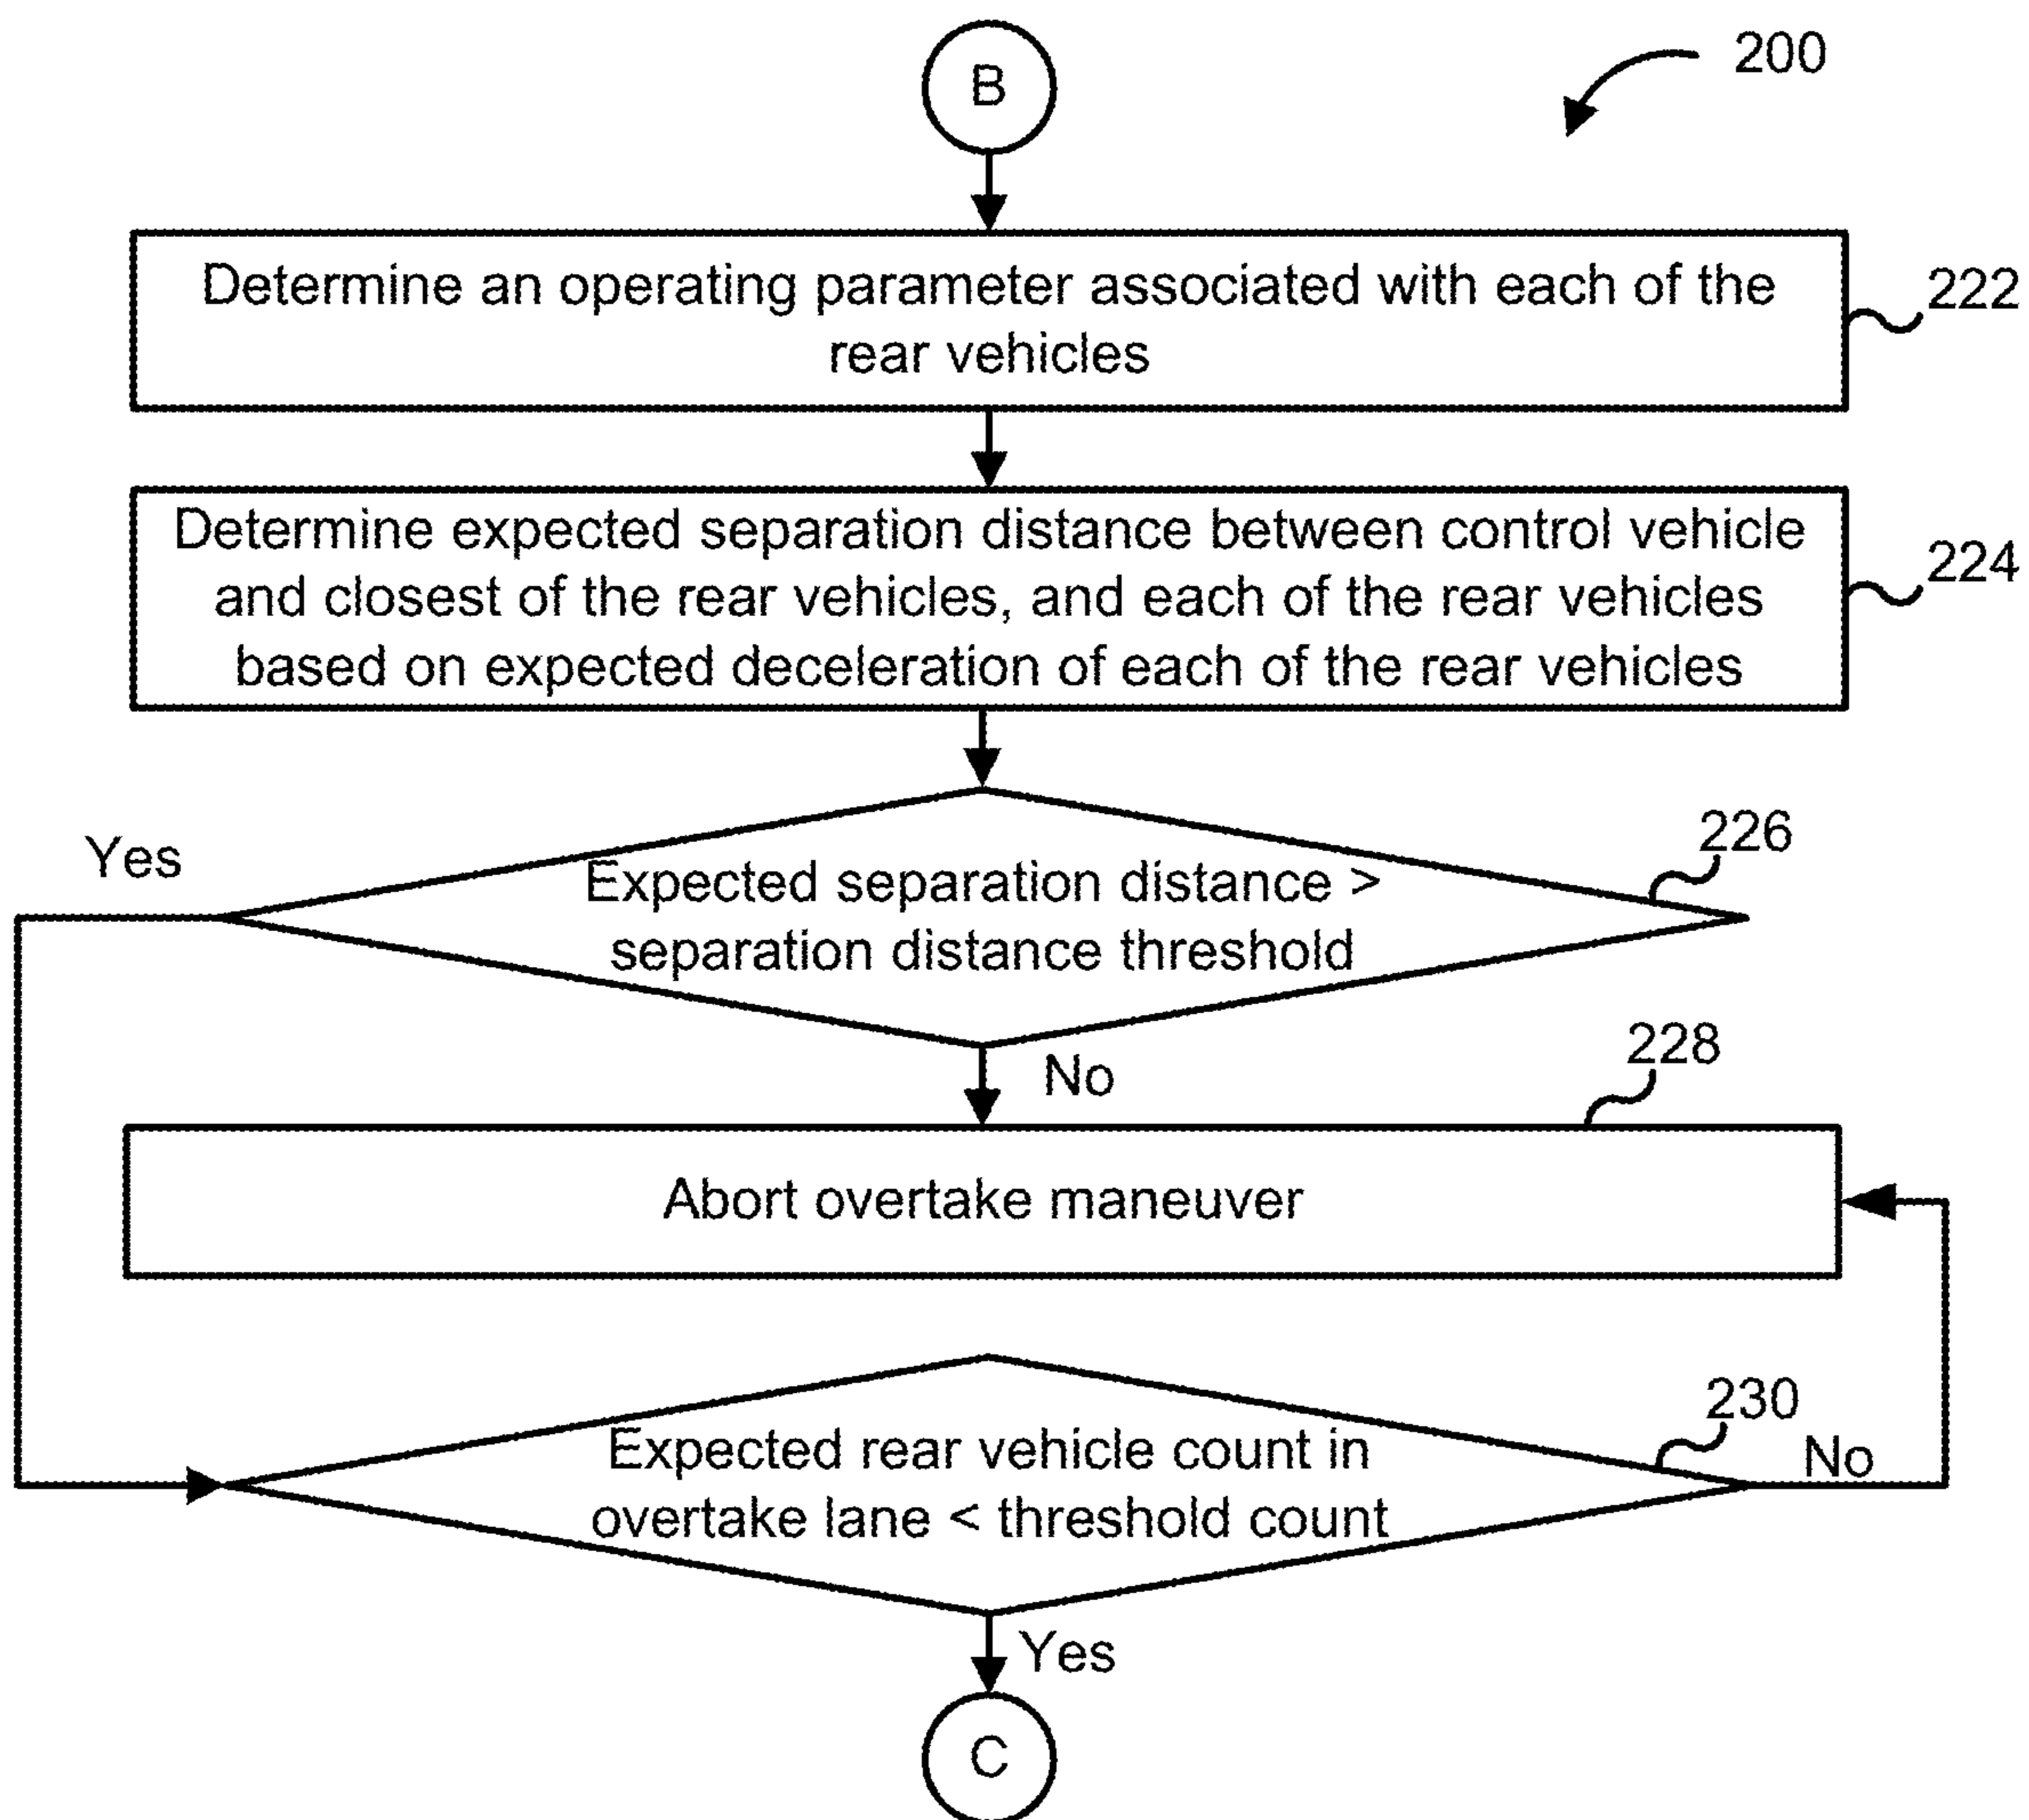 B
200
Determine an operating parameter associated with each of the
rear vehicles
222
Determine expected separation distance between control vehicle
and closest of the rear vehicles, and each of the rear vehicles
based on expected deceleration of each of the rear vehicles
224
Yes
Expected separation distance >
separation distance threshold
226
No
228
Abort overtake maneuver
Expected rear vehicle count in
overtake lane < threshold count
230
No
Yes
C